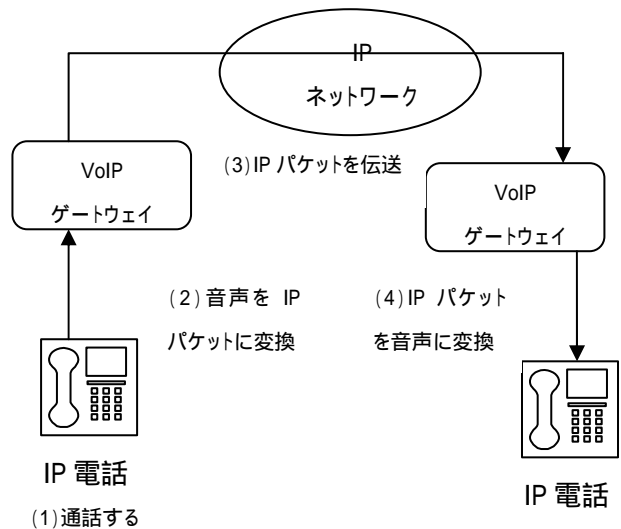 IP
ネットワーク
VoIP
ゲートウェイ
(3)IP パケットを伝送
VoIP
ゲートウェイ
(2)音声を IP
パケットに変換
(4)IP パケット
を音声に変換
IP 電話
(1)通話する
IP 電話